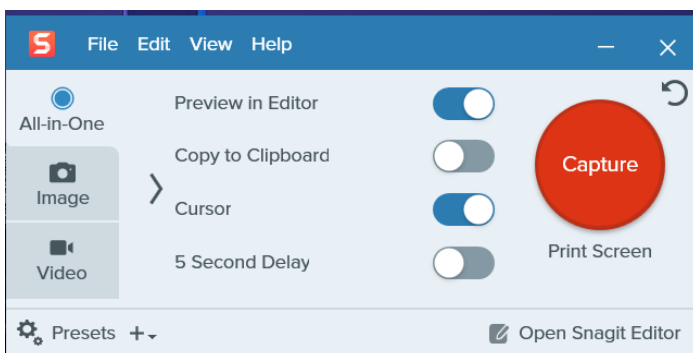 S File Edit View Help
All-in-One
Image
Video
Preview in Editor
Copy to Clipboard
Cursor
5 Second Delay
Capture
Print Screen
Presets
Open Snagit Editor